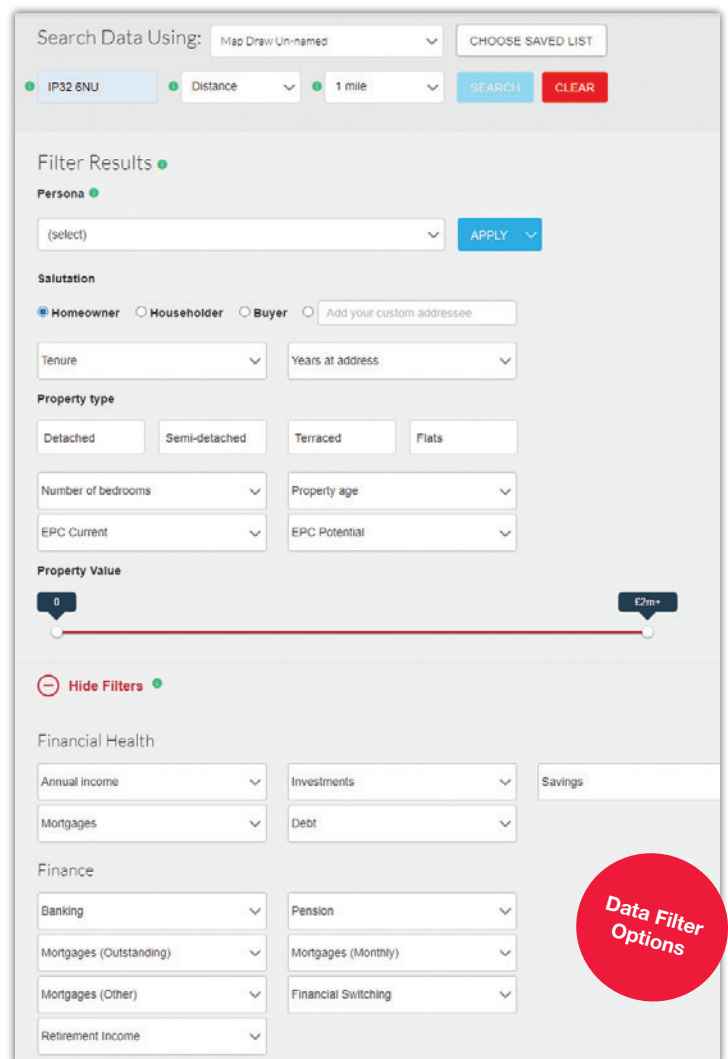 Search Data Using: Map Draw Un-named CHOOSE SAVED LIST
IP32 6NU Distance 1 mile SEARCH CLEAR
Filter Results
Persona
(select) APPLY
Salutation
Homeowner Householder Buyer Add your custom addressee
Tenure Years at address
Property type
Detached Semi-detached Terraced Flats
Number of bedrooms Property age
EPC Current EPC Potential
Property Value
0 £2m+
Hide Filters
Financial Health
Annual income Investments Savings
Mortgages Debt
Finance
Banking Pension
Mortgages (Outstanding) Mortgages (Monthly)
Mortgages (Other) Financial Switching
Retirement Income
Data Filter
Options